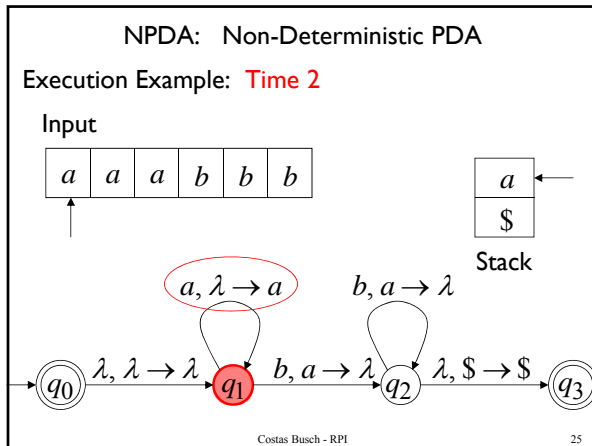 NPDA: Non-Deterministic PDA
Execution Example: Time 2
Input
a a a b b b
a
$
Stack
a, λ → a
b, a → λ
q0 λ, λ → λ q1 b, a → λ q2 λ, $ → $ q3
Costas Busch - RPI 25